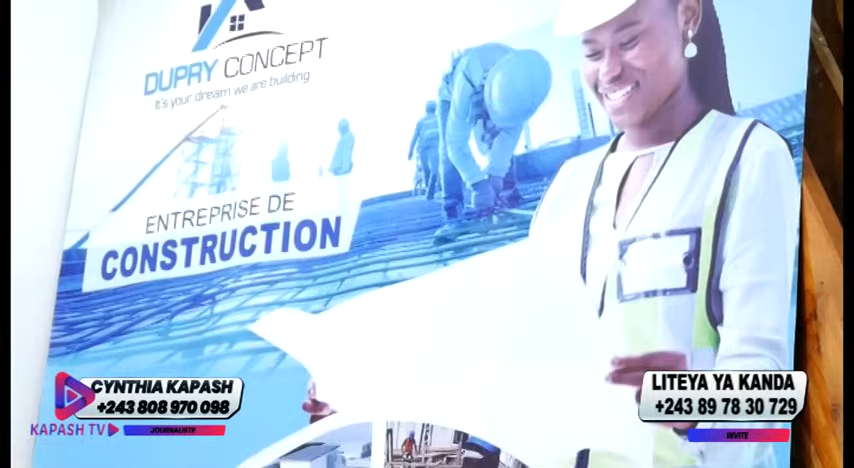 DUPRY CONCEPT
It's your dream we are building
ENTREPRISE DE
CONSTRUCTION
CYNTHIA KAPASH
+243 808 970 098
KAPASH TV
JOURNALISTE
LITEYA YA KANDA
+243 89 78 30 729
INVITE